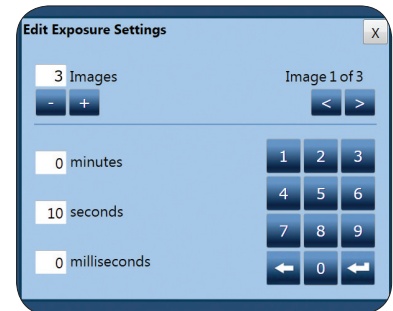 Edit Exposure Settings X
3 Images Image 1 of 3
- + < >
0 minutes 1 2 3
4 5 6
10 seconds
7 8 9
0 milliseconds 0